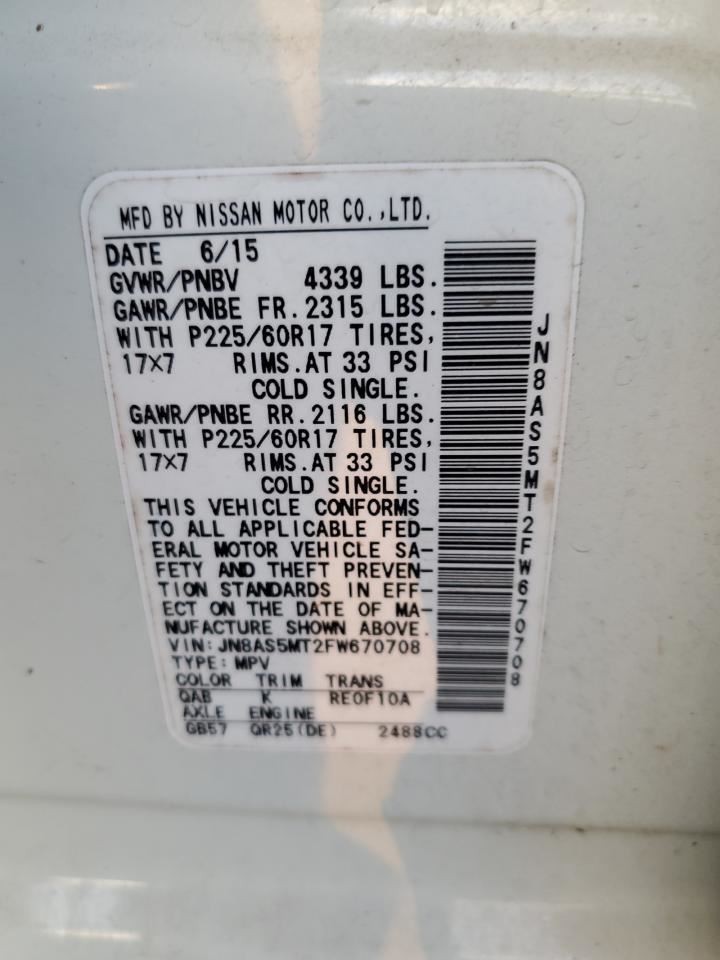 MFD BY NISSAN MOTOR CO.,LTD.
DATE 6/15
GVWR/PNBV 4339 LBS.
GAWR/PNBE FR.2315 LBS.
WITH P225/60R17 TIRES,
17×7 RIMS.AT 33 PSI
COLD SINGLE.
GAWR/PNBE RR.2116 LBS.
WITH P225/60R17 TIRES,
17×7 RIMS.AT 33 PSI
COLD SINGLE.
THIS VEHICLE CONFORMS
TO ALL APPLICABLE FED-
ERAL MOTOR VEHICLE SA-
FETY AND THEFT PREVEN-
TION STANDARDS IN EFF-
ECT ON THE DATE OF MA-
NUFACTURE SHOWN ABOVE.
VIN:JN8AS5MT2FW670708
TYPE:MPV
COLOR TRIM TRANS
QAB K RE0F10A
AXLE ENGINE
GB57 QR25(DE) 2488CC
JN8AS5MT2FW670708